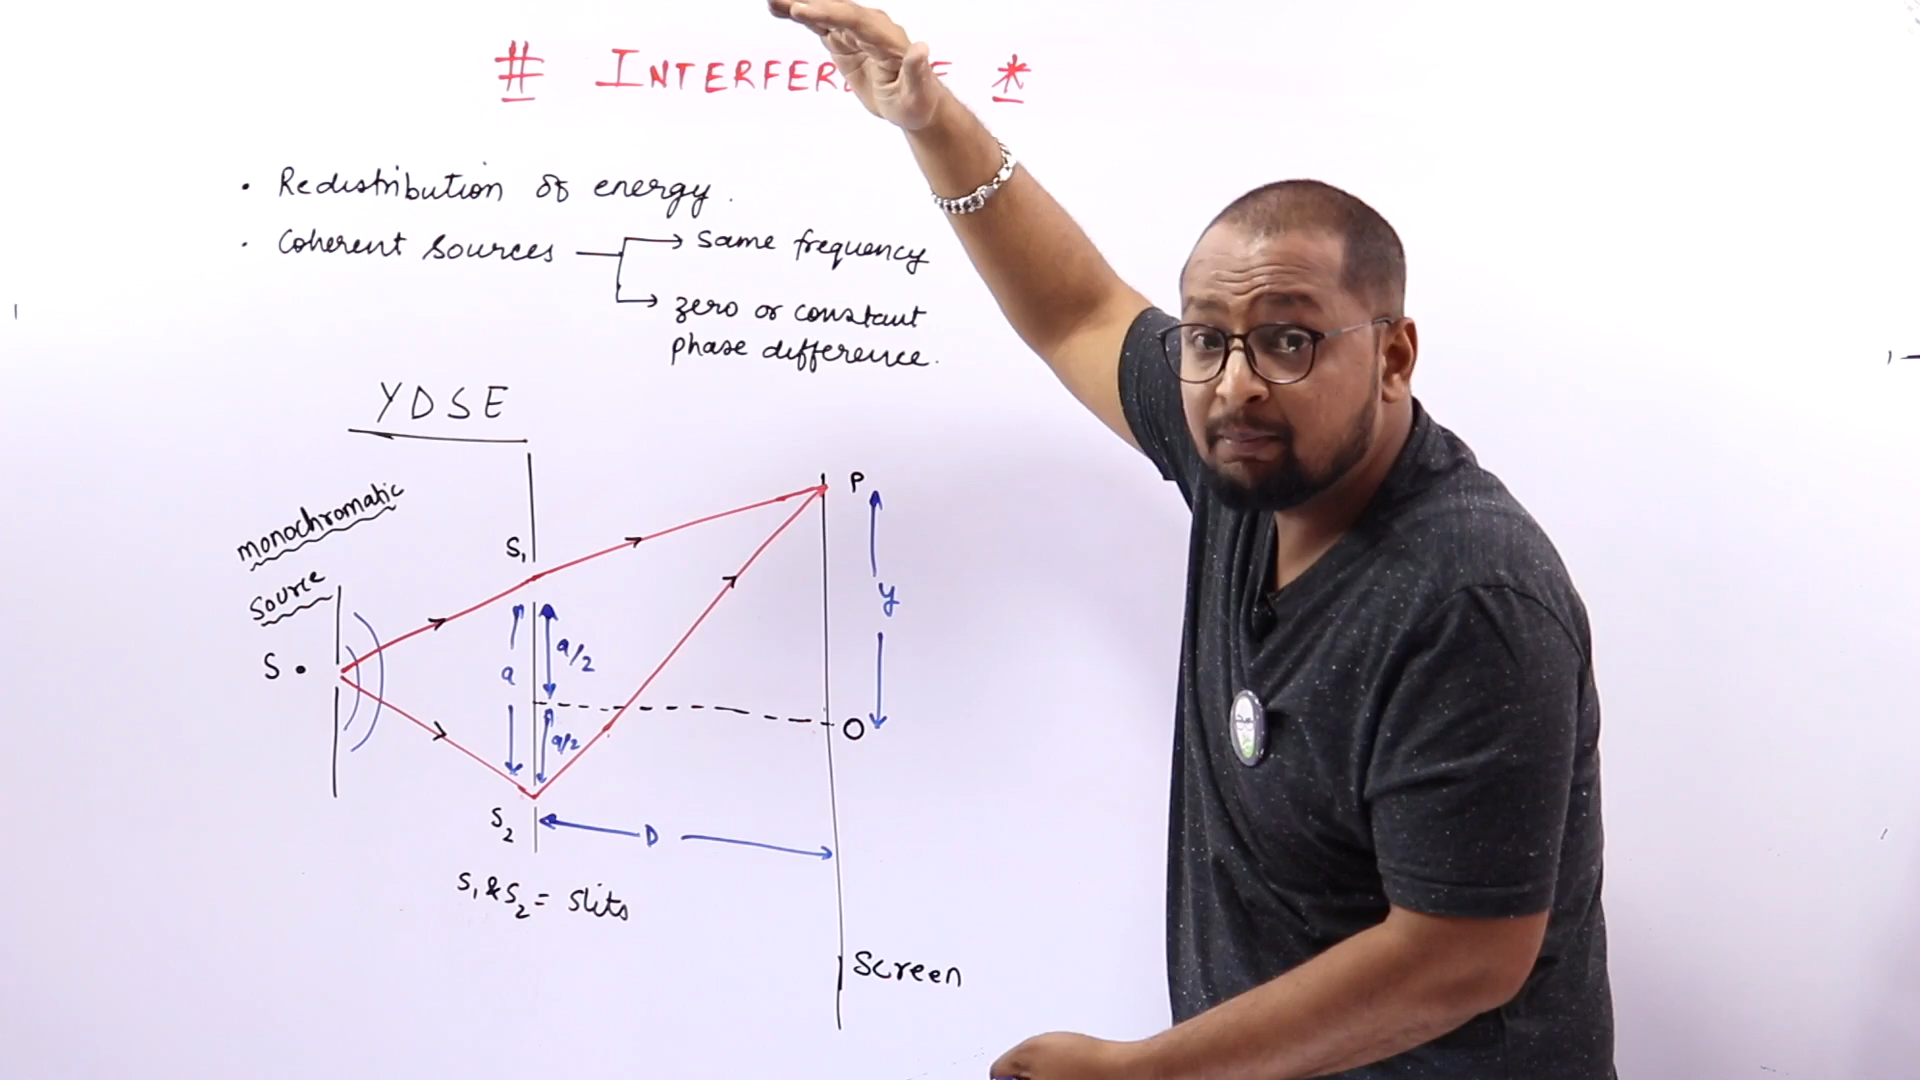 # INTERFERE *
• Redistribution of energy.
• Coherent sources → same frequency
→ zero or constant
phase difference.
YDSE
monochromatic
source
S •
S₁
a
a/2
a/2
S₂
D
P
y
O
S₁ & S₂ = slits
Screen